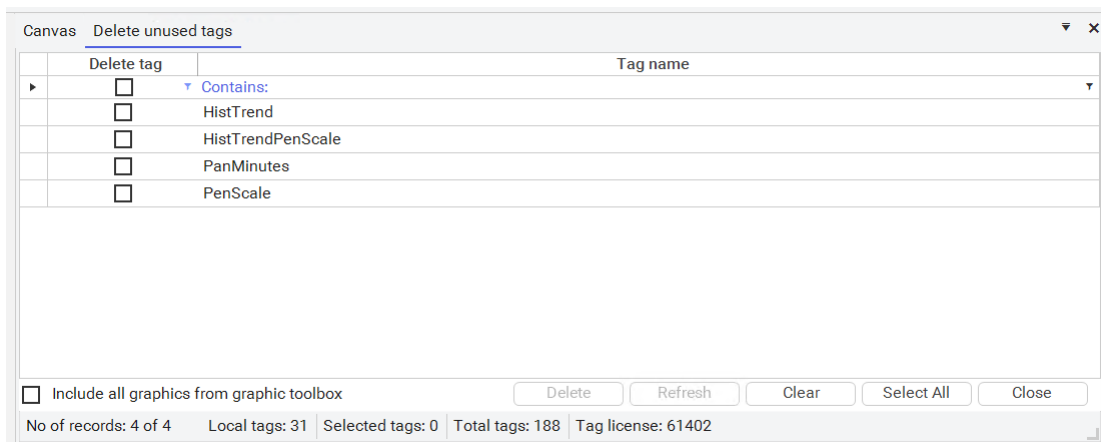 Canvas Delete unused tags
Delete tag Tag name
Contains:
HistTrend
HistTrendPenScale
PanMinutes
PenScale
Include all graphics from graphic toolbox Delete Refresh Clear Select All Close
No of records: 4 of 4 Local tags: 31 Selected tags: 0 Total tags: 188 Tag license: 61402